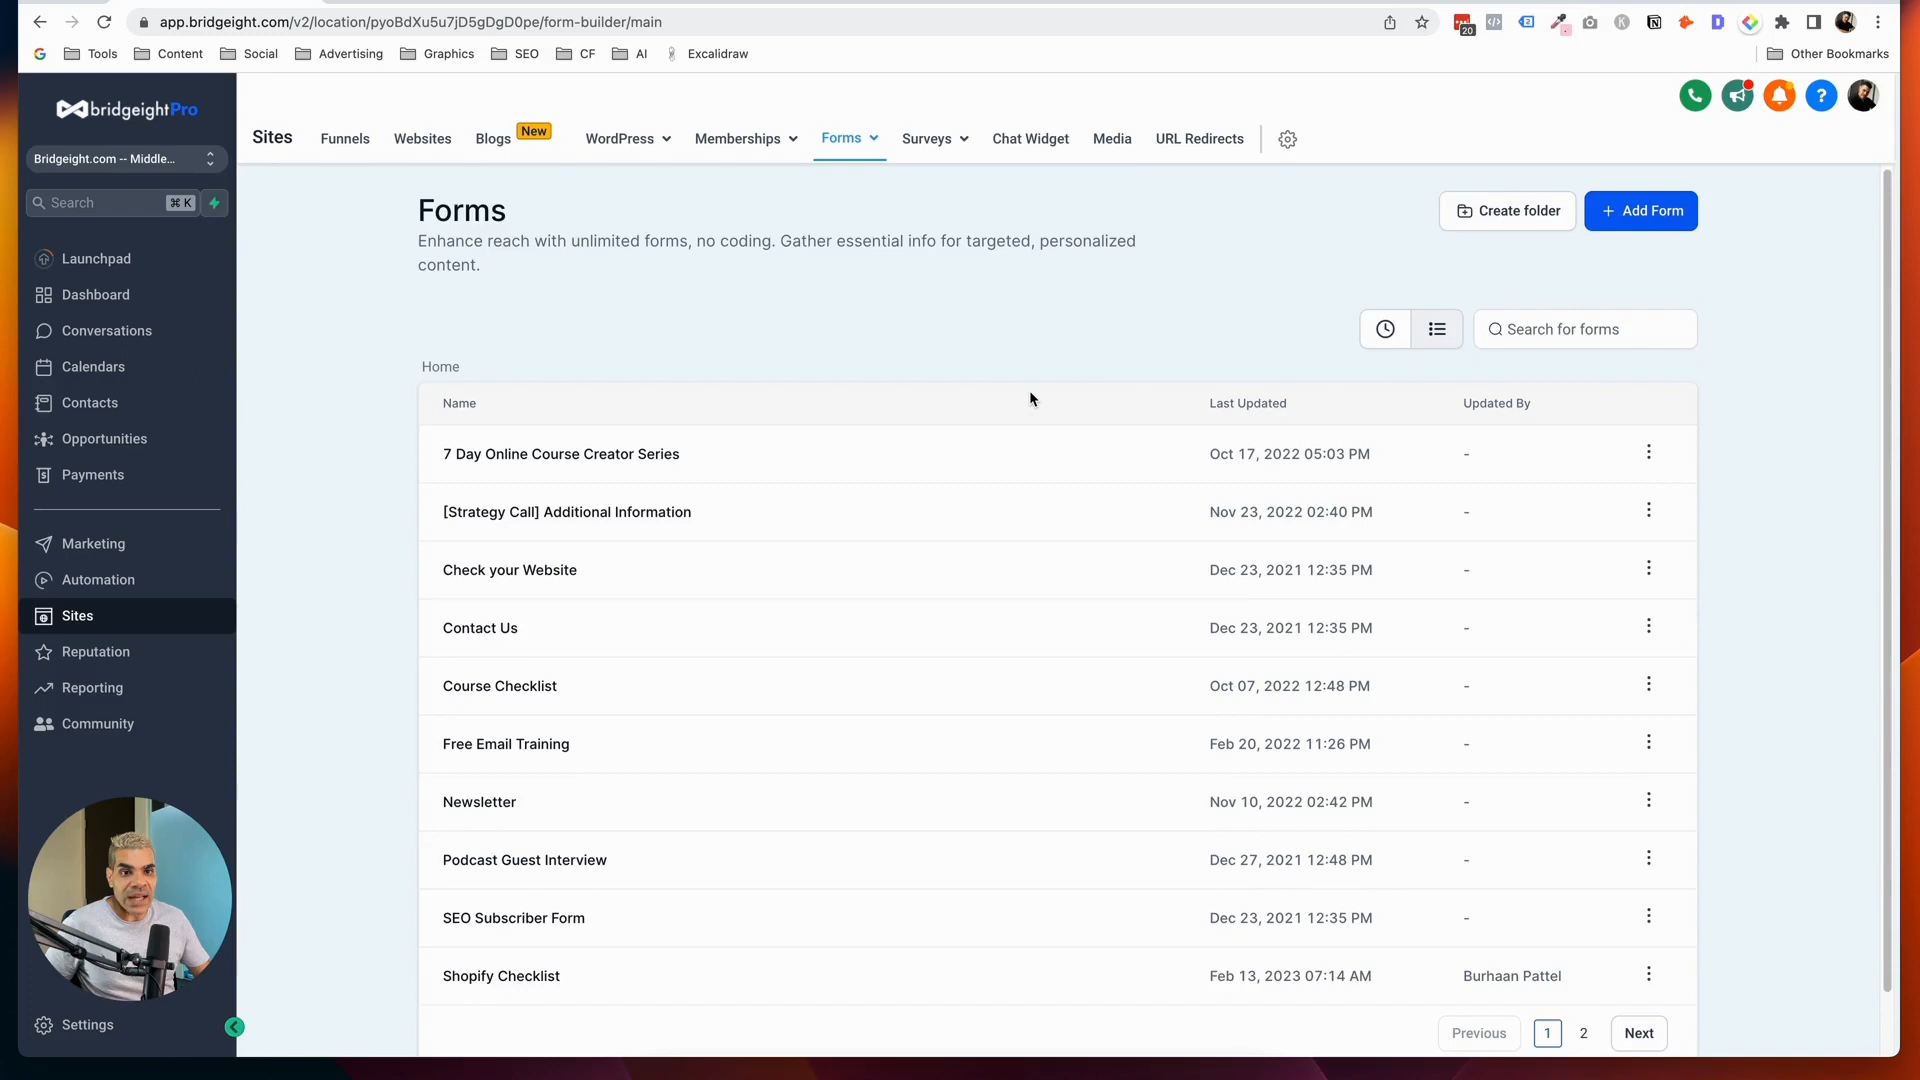 app.bridgeight.com/v2/location/pyoBdXu5u7jD5gDgD0pe/form-builder/main
20
Tools
Content
Social
Advertising
Graphics
SEO
CF
AI
Excalidraw
Other Bookmarks
bridgeightPro
Bridgeight.com -- Middle...
Search
⌘ K
Launchpad
Dashboard
Conversations
Calendars
Contacts
Opportunities
Payments
Marketing
Automation
Sites
Reputation
Reporting
Community
Settings
Sites
Funnels
Websites
Blogs
New
WordPress
Memberships
Forms
Surveys
Chat Widget
Media
URL Redirects
Forms
Enhance reach with unlimited forms, no coding. Gather essential info for targeted, personalized
content.
Create folder
+ Add Form
Search for forms
Home
Name Last Updated Updated By
7 Day Online Course Creator Series Oct 17, 2022 05:03 PM -
[Strategy Call] Additional Information Nov 23, 2022 02:40 PM -
Check your Website Dec 23, 2021 12:35 PM -
Contact Us Dec 23, 2021 12:35 PM -
Course Checklist Oct 07, 2022 12:48 PM -
Free Email Training Feb 20, 2022 11:26 PM -
Newsletter Nov 10, 2022 02:42 PM -
Podcast Guest Interview Dec 27, 2021 12:48 PM -
SEO Subscriber Form Dec 23, 2021 12:35 PM -
Shopify Checklist Feb 13, 2023 07:14 AM Burhaan Pattel
Previous 1 2 Next